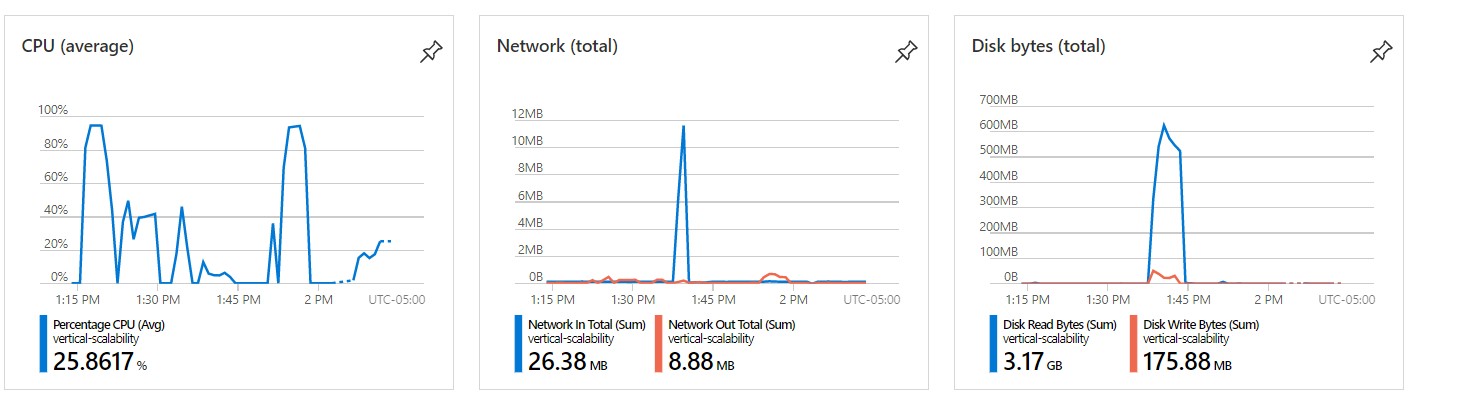 CPU (average)
100%
80%
60%
40%
20%
0%
1:15 PM 1:30 PM 1:45 PM 2 PM UTC-05:00
Percentage CPU (Avg)
vertical-scalability
25.8617 %
Network (total)
12MB
10MB
8MB
6MB
4MB
2MB
0B
1:15 PM 1:30 PM 1:45 PM 2 PM UTC-05:00
Network In Total (Sum)
vertical-scalability
26.38 MB
Network Out Total (Sum)
vertical-scalability
8.88 MB
Disk bytes (total)
700MB
600MB
500MB
400MB
300MB
200MB
100MB
0B
1:15 PM 1:30 PM 1:45 PM 2 PM UTC-05:00
Disk Read Bytes (Sum)
vertical-scalability
3.17 GB
Disk Write Bytes (Sum)
vertical-scalability
175.88 MB